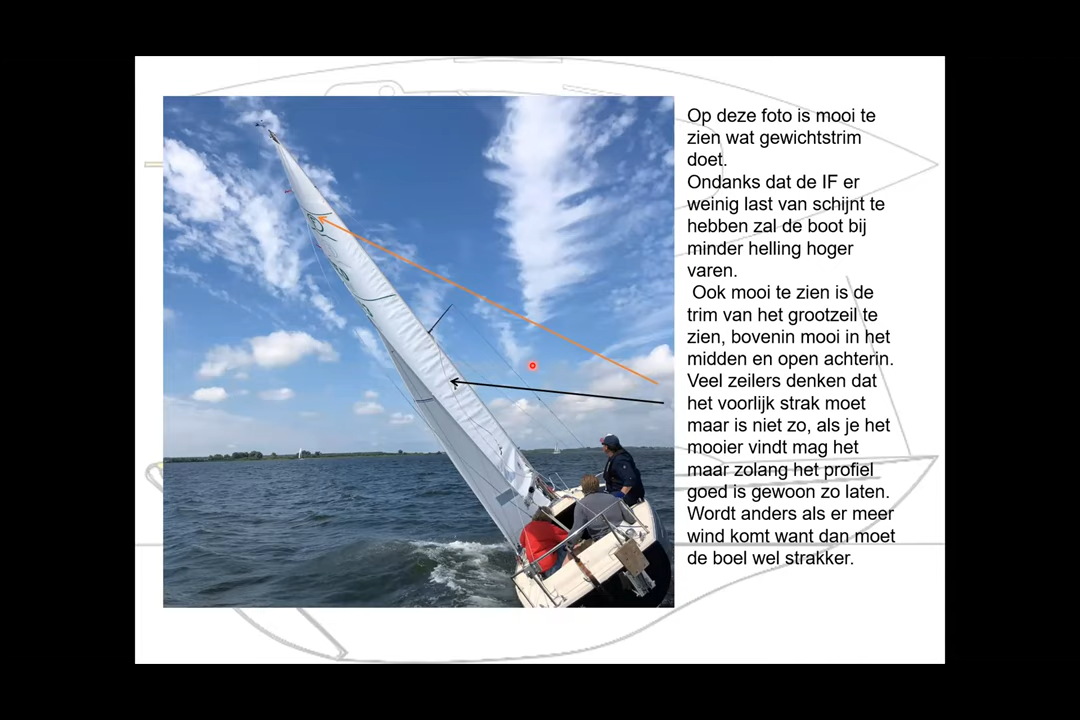 Op deze foto is mooi te
zien wat gewichtstrim
doet.
Ondanks dat de IF er
weinig last van schijnt te
hebben zal de boot bij
minder helling hoger
varen.
Ook mooi te zien is de
trim van het grootzeil te
zien, bovenin mooi in het
midden en open achterin.
Veel zeilers denken dat
het voorlijk strak moet
maar is niet zo, als je het
mooier vindt mag het
maar zolang het profiel
goed is gewoon zo laten.
Wordt anders als er meer
wind komt want dan moet
de boel wel strakker.